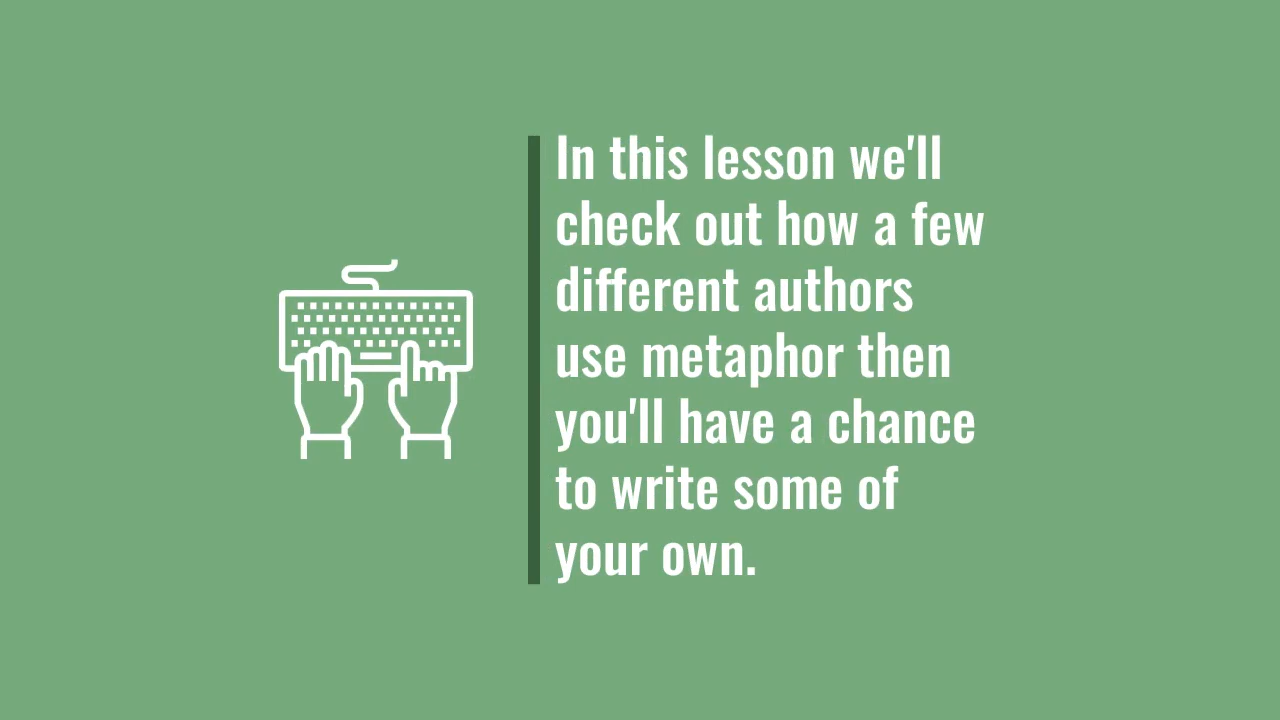 In this lesson we'll
check out how a few
different authors
use metaphor then
you'll have a chance
to write some of
your own.